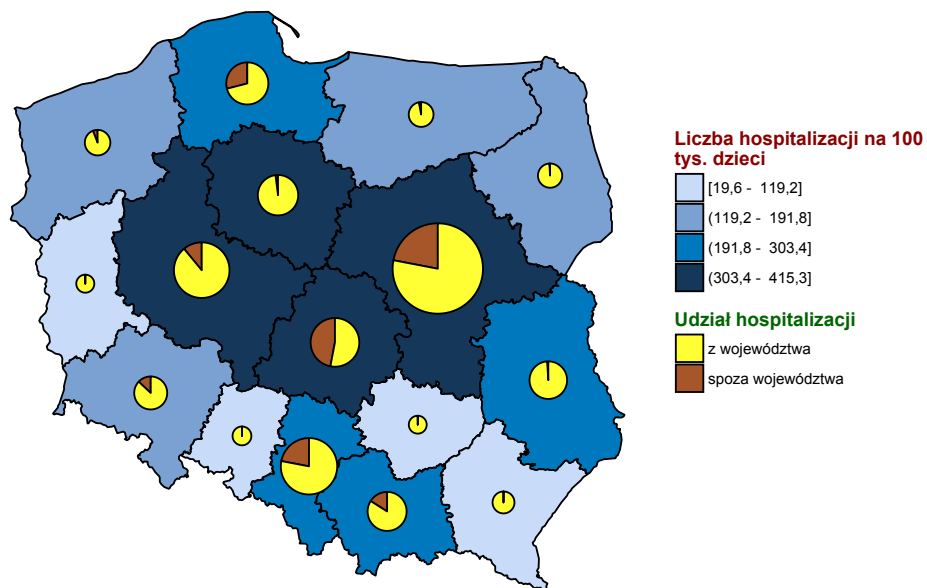 Liczba hospitalizacji na 100
tys. dzieci
[19,6 - 119,2]
(119,2 - 191,8]
(191,8 - 303,4]
(303,4 - 415,3]
Udział hospitalizacji
z województwa
spoza województwa